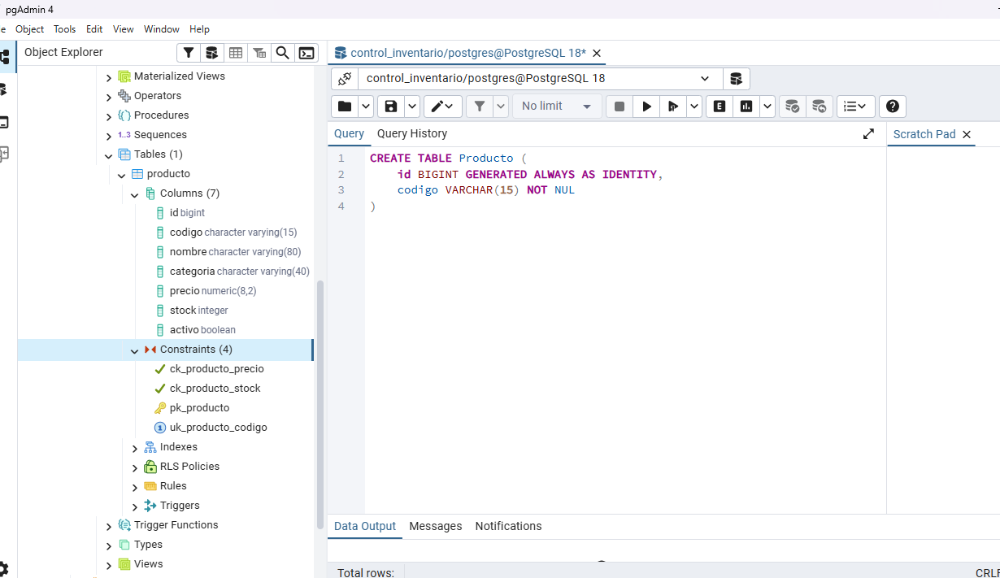 pgAdmin 4
e Object Tools Edit View Window Help
Object Explorer
Materialized Views
Operators
Procedures
1..3 Sequences
Tables (1)
producto
Columns (7)
id bigint
codigo character varying(15)
nombre character varying(80)
categoria character varying(40)
precio numeric(8,2)
stock integer
activo boolean
Constraints (4)
ck_producto_precio
ck_producto_stock
pk_producto
1 uk_producto_codigo
Indexes
RLS Policies
Rules
Triggers
Trigger Functions
Types
Views
control_inventario/postgres@PostgreSQL 18*
control_inventario/postgres@PostgreSQL 18
No limit E
Query Query History
1 CREATE TABLE Producto (
2 id BIGINT GENERATED ALWAYS AS IDENTITY,
3 codigo VARCHAR(15) NOT NUL
4 )
Scratch Pad
Data Output Messages Notifications
Total rows: CRLF